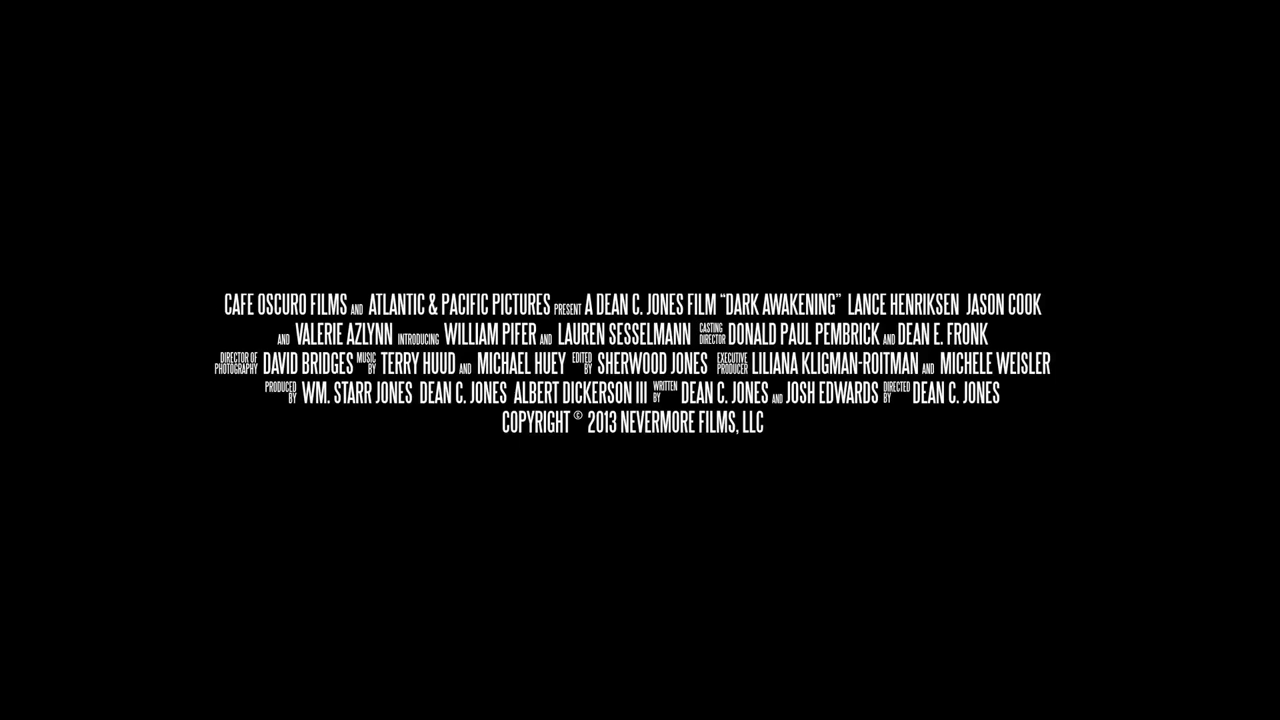 CAFE OSCURO FILMS AND ATLANTIC & PACIFIC PICTURES PRESENT A DEAN C. JONES FILM “DARK AWAKENING” LANCE HENRIKSEN JASON COOK
AND VALERIE AZLYNN INTRODUCING WILLIAM PIFER AND LAUREN SESSELMANN CASTING DIRECTOR DONALD PAUL PEMBRICK AND DEAN E. FRONK
DIRECTOR OF PHOTOGRAPHY DAVID BRIDGES MUSIC BY TERRY HUUD AND MICHAEL HUEY EDITED BY SHERWOOD JONES EXECUTIVE PRODUCER LILIANA KLIGMAN-ROITMAN AND MICHELE WEISLER
PRODUCED BY WM. STARR JONES DEAN C. JONES ALBERT DICKERSON III WRITTEN BY DEAN C. JONES AND JOSH EDWARDS DIRECTED BY DEAN C. JONES
COPYRIGHT © 2013 NEVERMORE FILMS, LLC